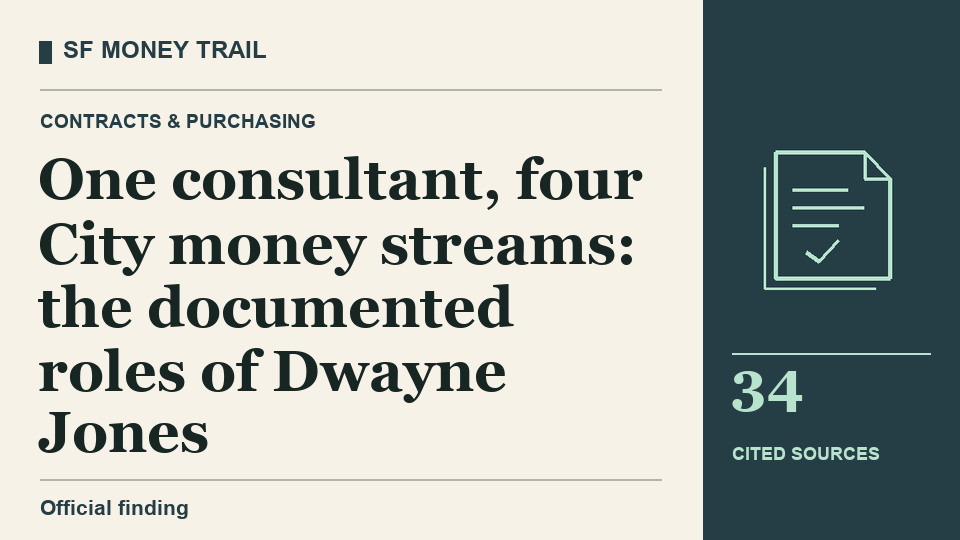 SF MONEY TRAIL
CONTRACTS & PURCHASING
One consultant, four
City money streams:
the documented
roles of Dwayne
Jones
Official finding
34
CITED SOURCES